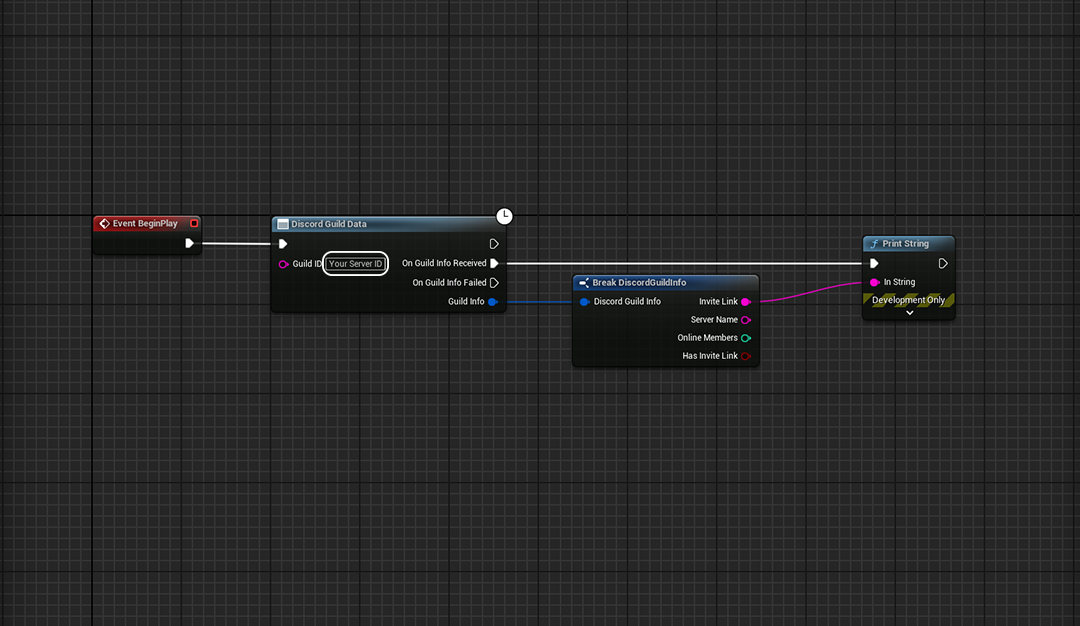 Event BeginPlay
Discord Guild Data
Guild ID
Your Server ID
On Guild Info Received
On Guild Info Failed
Guild Info
Break DiscordGuildInfo
Discord Guild Info
Invite Link
Server Name
Online Members
Has Invite Link
Print String
In String
Development Only